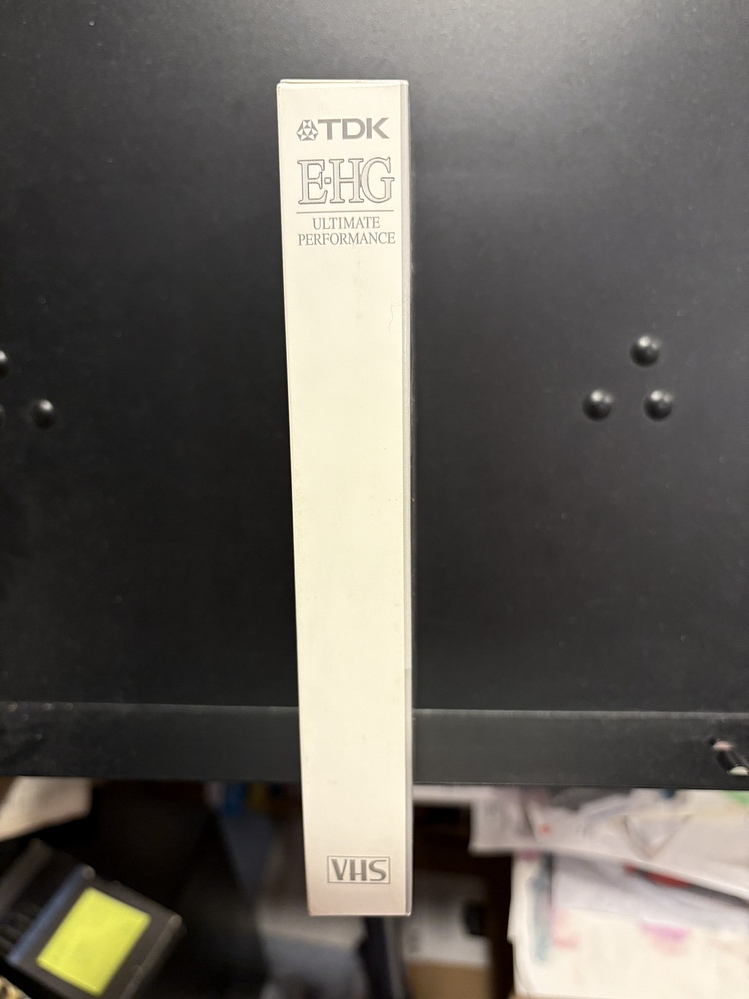 TDK
E-HG
ULTIMATE
PERFORMANCE
VHS